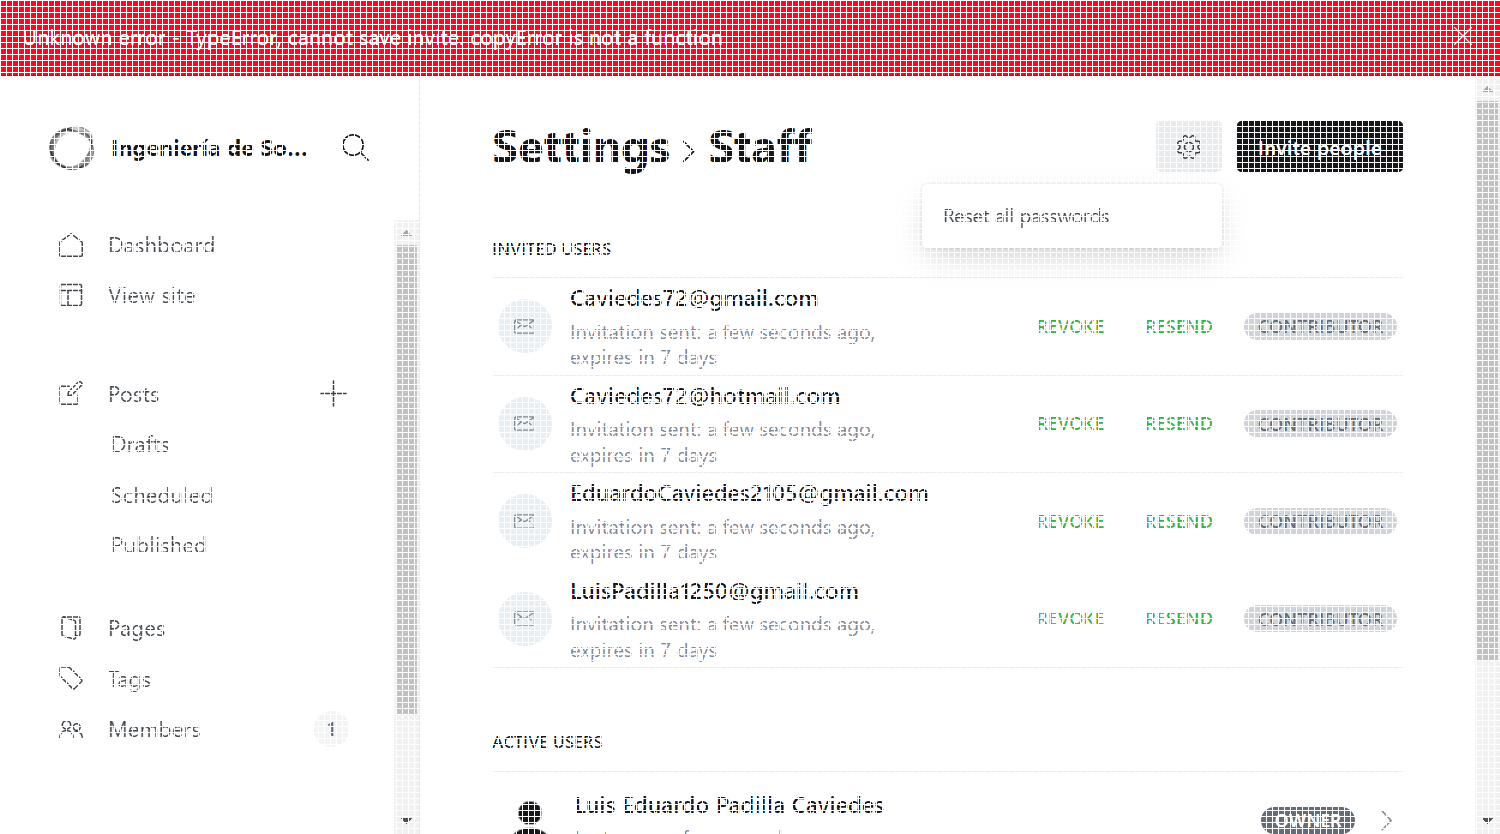 Unknown error - TypeError, cannot save invite. copyError is not a function
Ingeniería de So...
Dashboard
View site
Posts
Drafts
Scheduled
Published
Pages
Tags
Members
1
Settings
Staff
Invite people
Reset all passwords
INVITED USERS
Caviedes72@gmail.com
Invitation sent: a few seconds ago,
expires in 7 days
REVOKE
RESEND
CONTRIBUTOR
Caviedes72@hotmail.com
Invitation sent: a few seconds ago,
expires in 7 days
REVOKE
RESEND
CONTRIBUTOR
EduardoCaviedes2105@gmail.com
Invitation sent: a few seconds ago,
expires in 7 days
REVOKE
RESEND
CONTRIBUTOR
LuisPadilla1250@gmail.com
Invitation sent: a few seconds ago,
expires in 7 days
REVOKE
RESEND
CONTRIBUTOR
ACTIVE USERS
Luis Eduardo Padilla Caviedes
OWNER